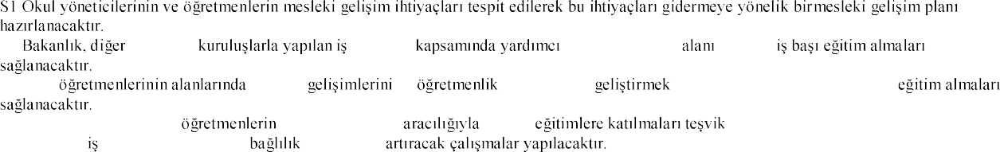 S1 Okul yöneticilerinin ve öğretmenlerin mesleki gelişim ihtiyaçları tespit edilerek bu ihtiyaçları gidermeye yönelik birmesleki gelişim planı
hazırlanacaktır.
Bakanlık, diğer kuruluşlarla yapılan iş kapsamında yardımcı alanı iş başı eğitim almaları
sağlanacaktır.
öğretmenlerinin alanlarında gelişimlerini öğretmenlik geliştirmek eğitim almaları
sağlanacaktır.
öğretmenlerin aracılığıyla eğitimlere katılmaları teşvik
iş bağlılık artıracak çalışmalar yapılacaktır.